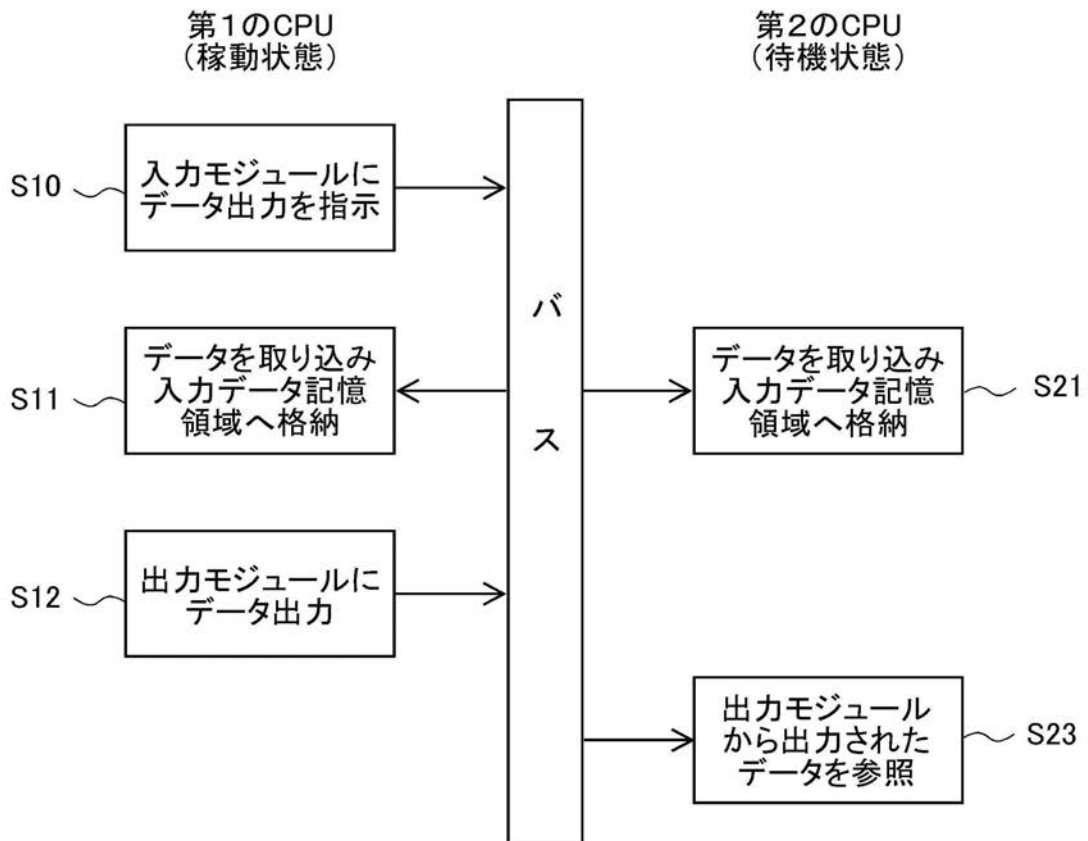 第1のCPU
(稼動状態)
第2のCPU
(待機状態)
S10
入力モジュールに
データ出力を指示
バス
S11
データを取り込み
入力データ記憶
領域へ格納
データを取り込み
入力データ記憶
領域へ格納
S21
S12
出力モジュールに
データ出力
出力モジュール
から出力された
データを参照
S23